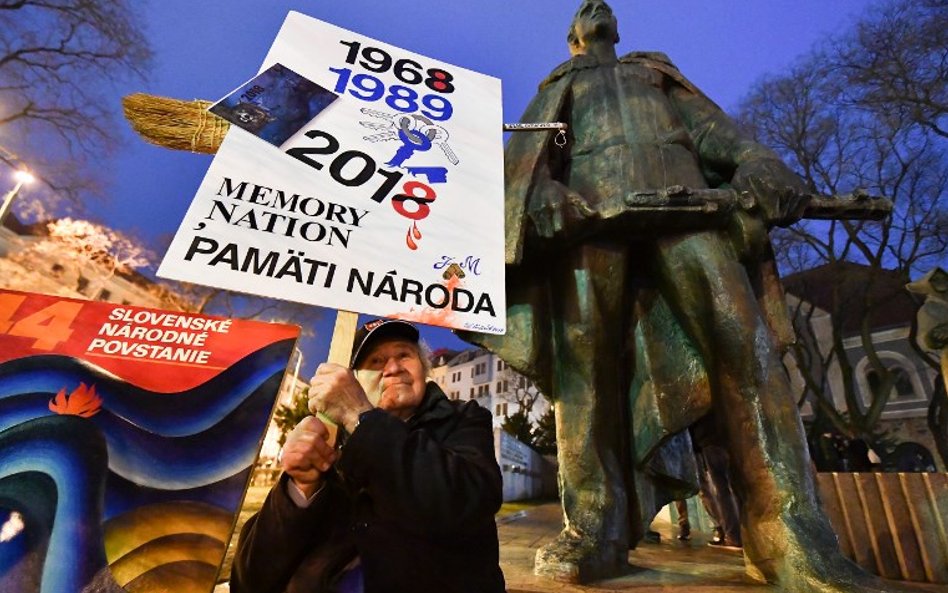 1968
1989
2018
MEMORY
NATION
PAMÄTI NÁRODA
J M
44
SLOVENSKÉ
NÁRODNÉ
POVSTANIE